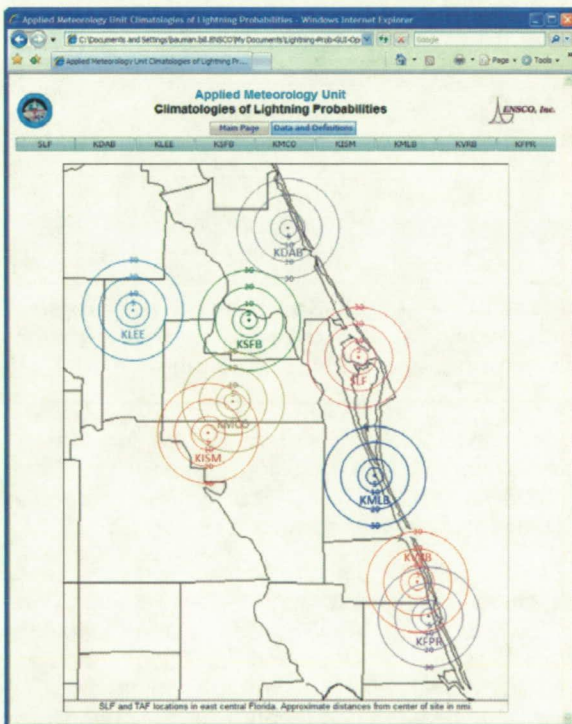 Applied Meteorology Unit Climatologies of Lightning Probabilities - Windows Internet Explorer
Google
Applied Meteorology Unit Climatologies of Lightning Pr...
Page Tools
Applied Meteorology Unit
Climatologies of Lightning Probabilities
ENSCO, Inc.
Main Page Data and Definitions
SLF KDAB KLEE KSFB KMCO KISM KMLB KVRB KFPR
KDAB
KLEE
KSFB
SLF
KMCO
KISM
KMLB
KVRB
KFPR
SLF and TAF locations in east central Florida. Approximate distances from center of site in nmi.